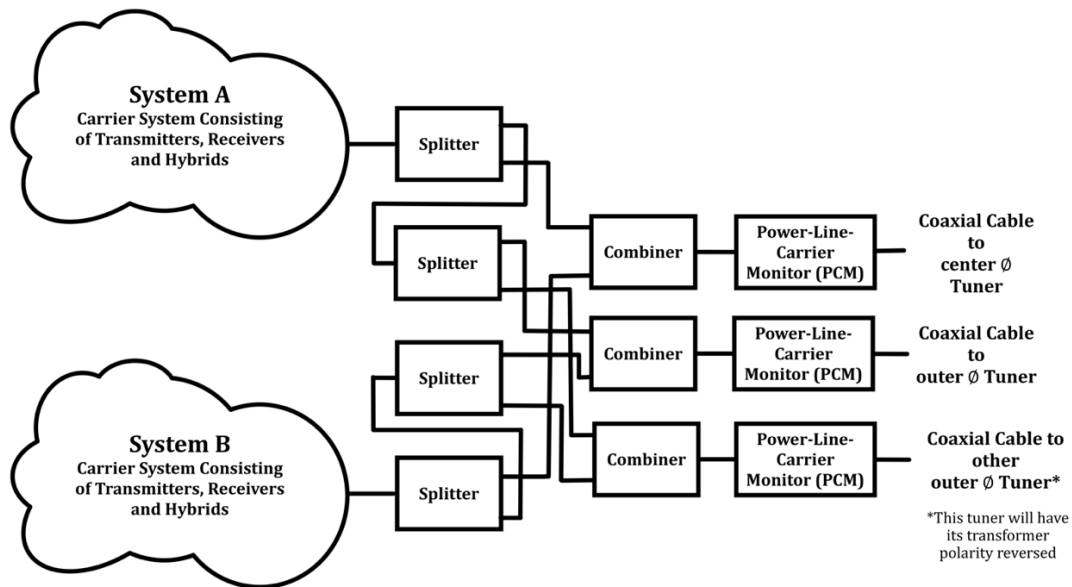 System A
Carrier System Consisting
of Transmitters, Receivers
and Hybrids
Splitter
Splitter
Combiner
Power-Line-
Carrier
Monitor (PCM)
Coaxial Cable
to
center Ø
Tuner
Combiner
Power-Line-
Carrier
Monitor (PCM)
Coaxial Cable
to
outer Ø Tuner
System B
Carrier System Consisting
of Transmitters, Receivers
and Hybrids
Splitter
Splitter
Combiner
Power-Line-
Carrier
Monitor (PCM)
Coaxial Cable to
other
outer Ø Tuner*
*This tuner will have
its transformer
polarity reversed